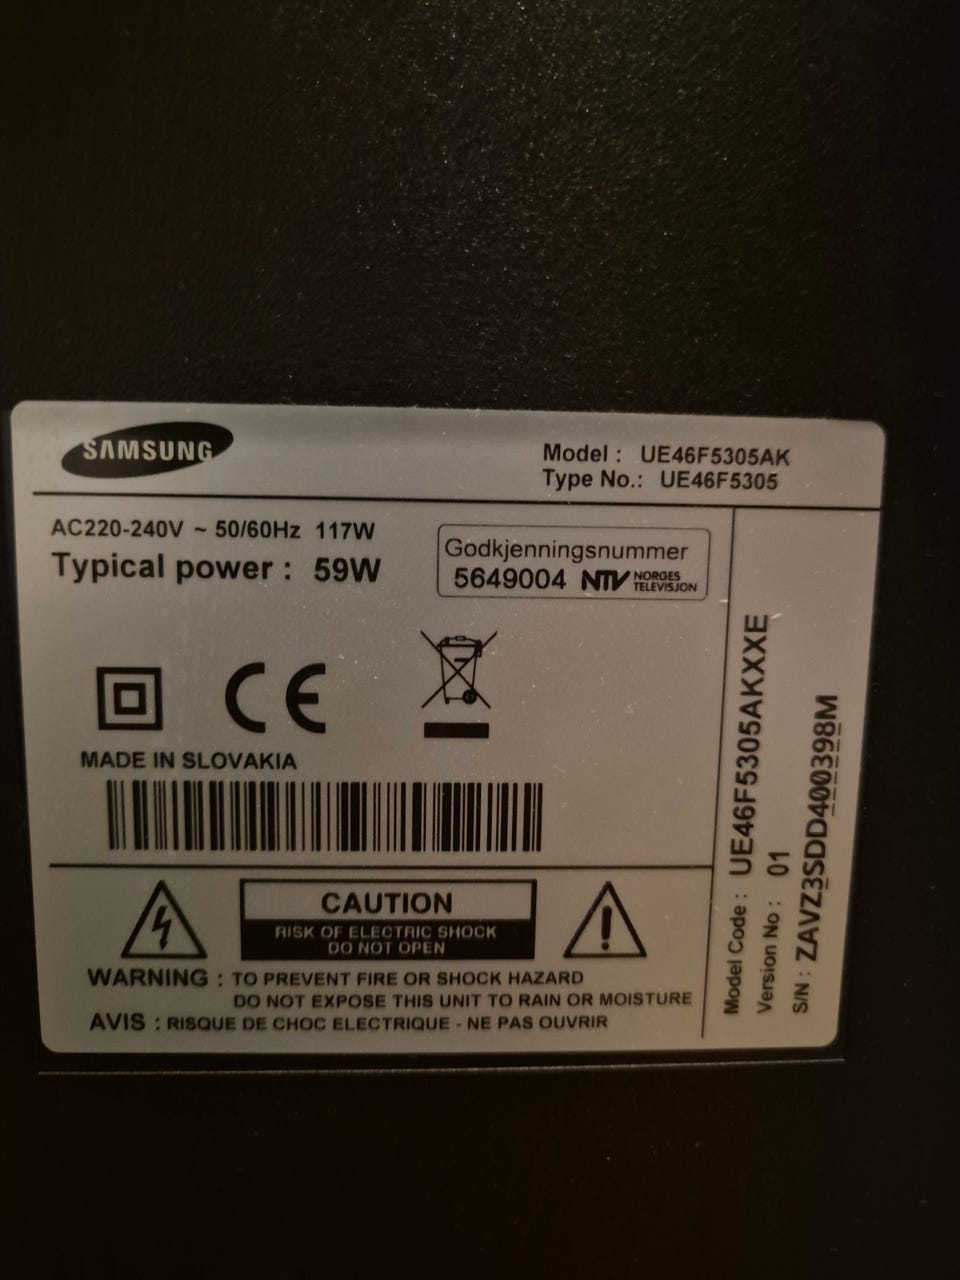 SAMSUNG
Model : UE46F5305AK
Type No.: UE46F5305
AC220-240V ~ 50/60Hz 117W
Typical power : 59W
Godkjenningsnummer
5649004 NTV NORGES
TELEVISJON
CE
MADE IN SLOVAKIA
CAUTION
RISK OF ELECTRIC SHOCK
DO NOT OPEN
WARNING : TO PREVENT FIRE OR SHOCK HAZARD
DO NOT EXPOSE THIS UNIT TO RAIN OR MOISTURE
AVIS : RISQUE DE CHOC ELECTRIQUE - NE PAS OUVRIR
Model Code : UE46F5305AKXXE
Version No : 01
S/N : ZAVZ3SDD400398M